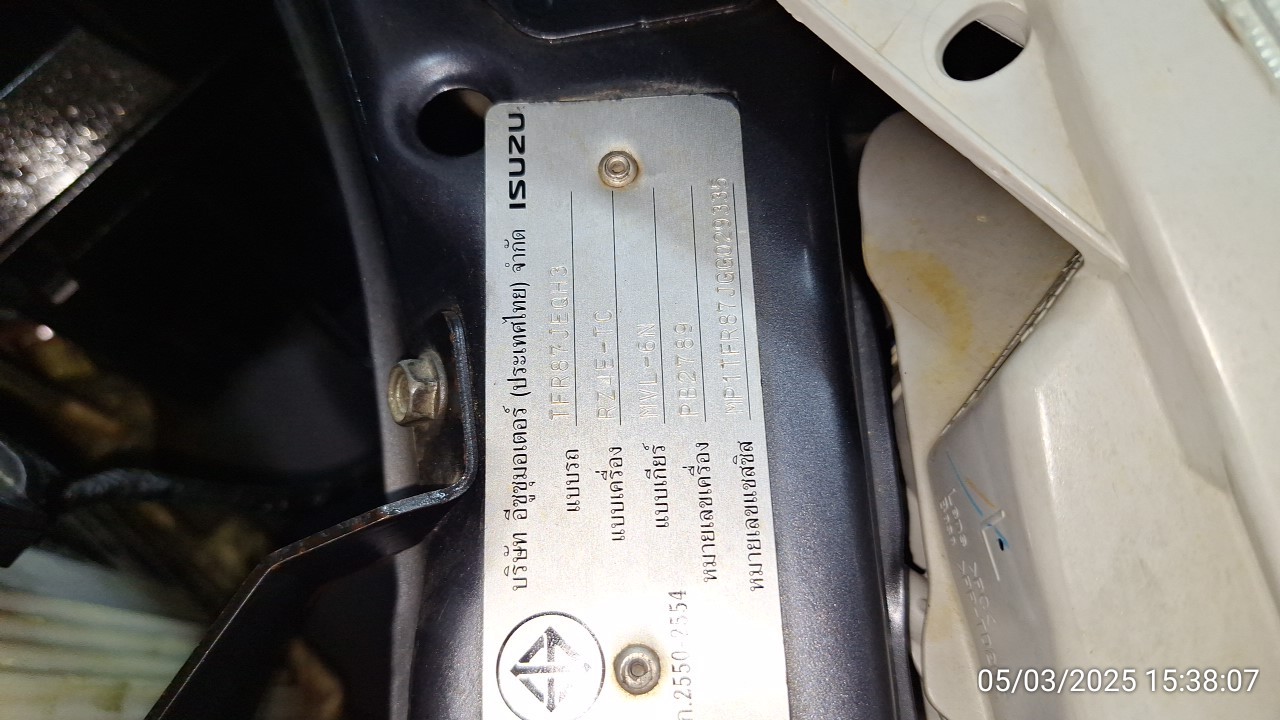 บริษัท อีซูซุมอเตอร์ (ประเทศไทย) จำกัด ISUZU
แบบรถ TFR87JEQH3
แบบเครื่อง RZ4E-TC
แบบเกียร์ MVL-6N
หมายเลขเครื่อง PB2789
หมายเลขแชสซิส MP1TFR87JGG029335
ก.2550-2554
05/03/2025 15:38:07